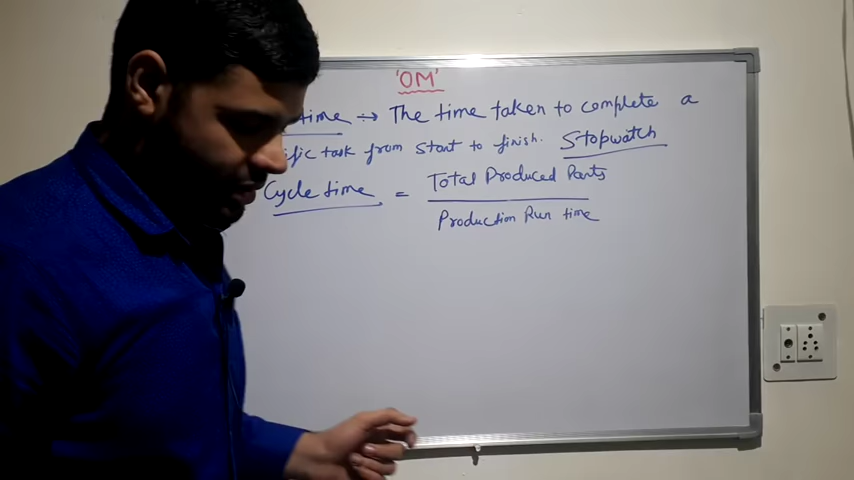 'OM'
time → The time taken to complete a
ific task from start to finish. Stopwatch
Cycle time = Total Produced Parts
Production Run time